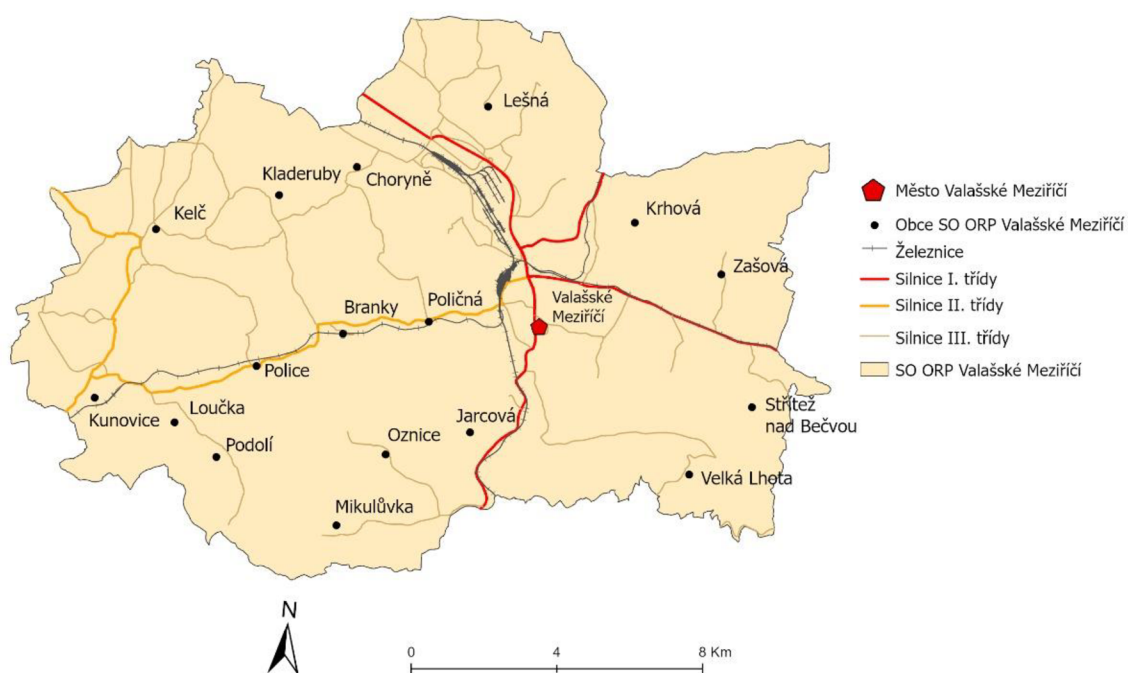 Lešná
Kladeruby
Choryně
Kelč
Krhová
Zašová
Branky
Poličná
Valašské
Meziříčí
Police
Kunovice
Loučka
Podolí
Jarcová
Oznice
Střítež
nad Bečvou
Velká Lhota
Mikulůvka
Město Valašské Meziříčí
Obce SO ORP Valašské Meziříčí
Železnice
Silnice I. třídy
Silnice II. třídy
Silnice III. třídy
SO ORP Valašské Meziříčí
N
0 4 8 Km